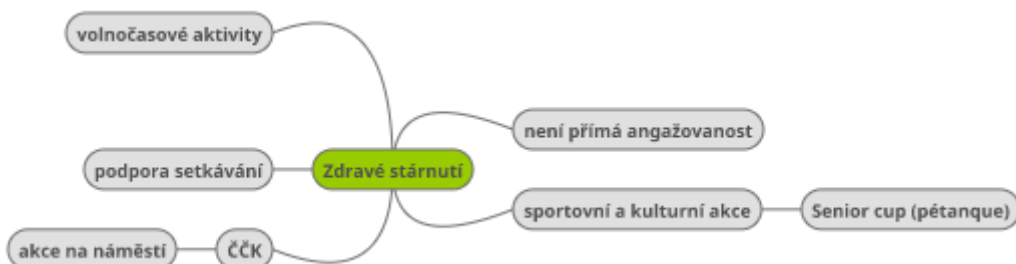 volnočasové aktivity
není přímá angažovanost
podpora setkávání
Zdravé stárnutí
sportovní a kulturní akce
Senior cup (pétanque)
akce na náměstí
ČČK